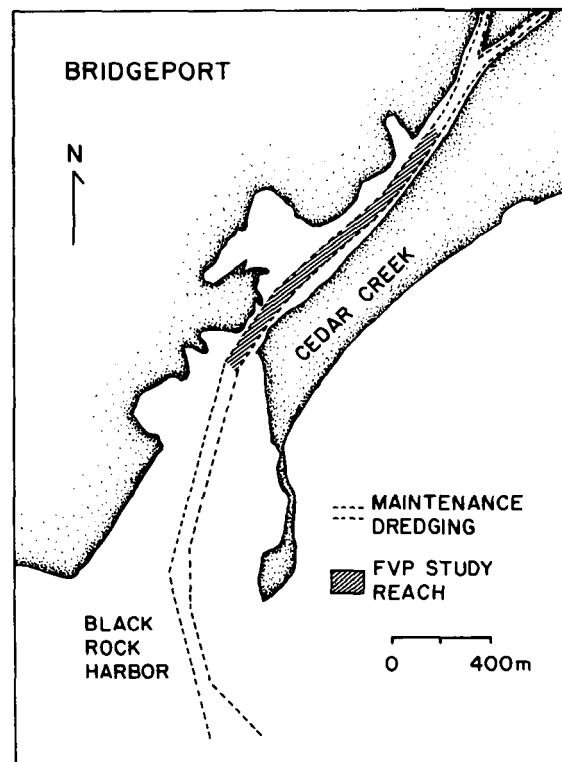 BRIDGEPORT
N
CEDAR CREEK
MAINTENANCE
DREDGING
FVP STUDY
REACH
BLACK
ROCK
HARBOR
0 400m